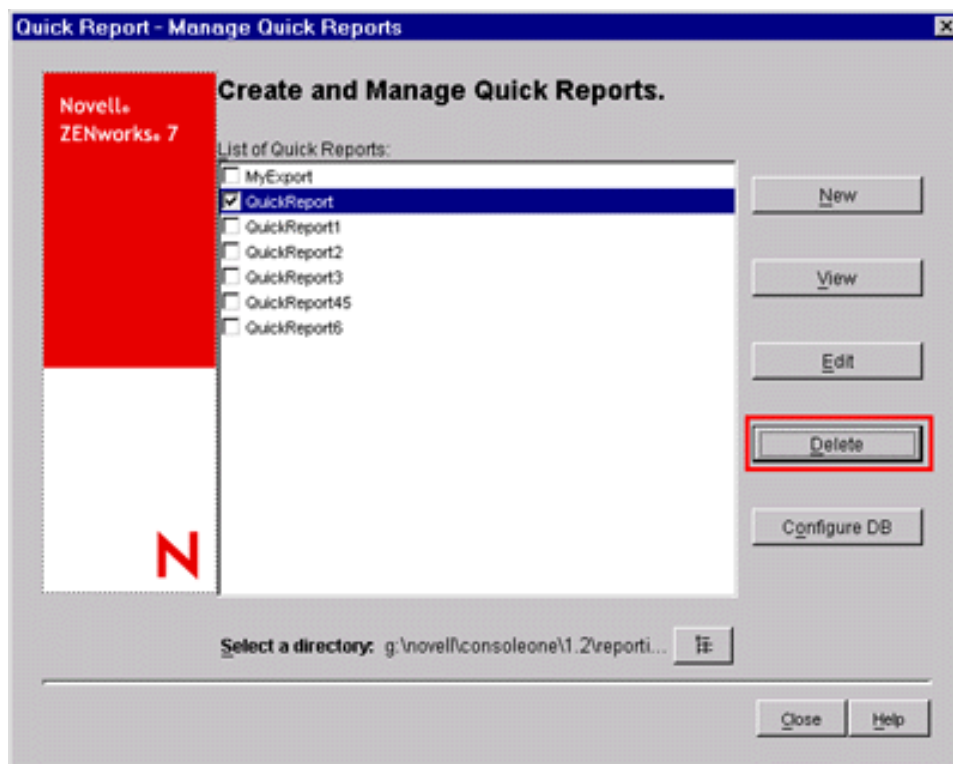 Quick Report - Manage Quick Reports
Novell®
ZENworks® 7
Create and Manage Quick Reports.
List of Quick Reports:
MyExport
QuickReport
QuickReport1
QuickReport2
QuickReport3
QuickReport45
QuickReport6
New
View
Edit
Delete
Configure DB
N
Select a directory: g:\novell\consoleone\1.2\reporti...
Close
Help